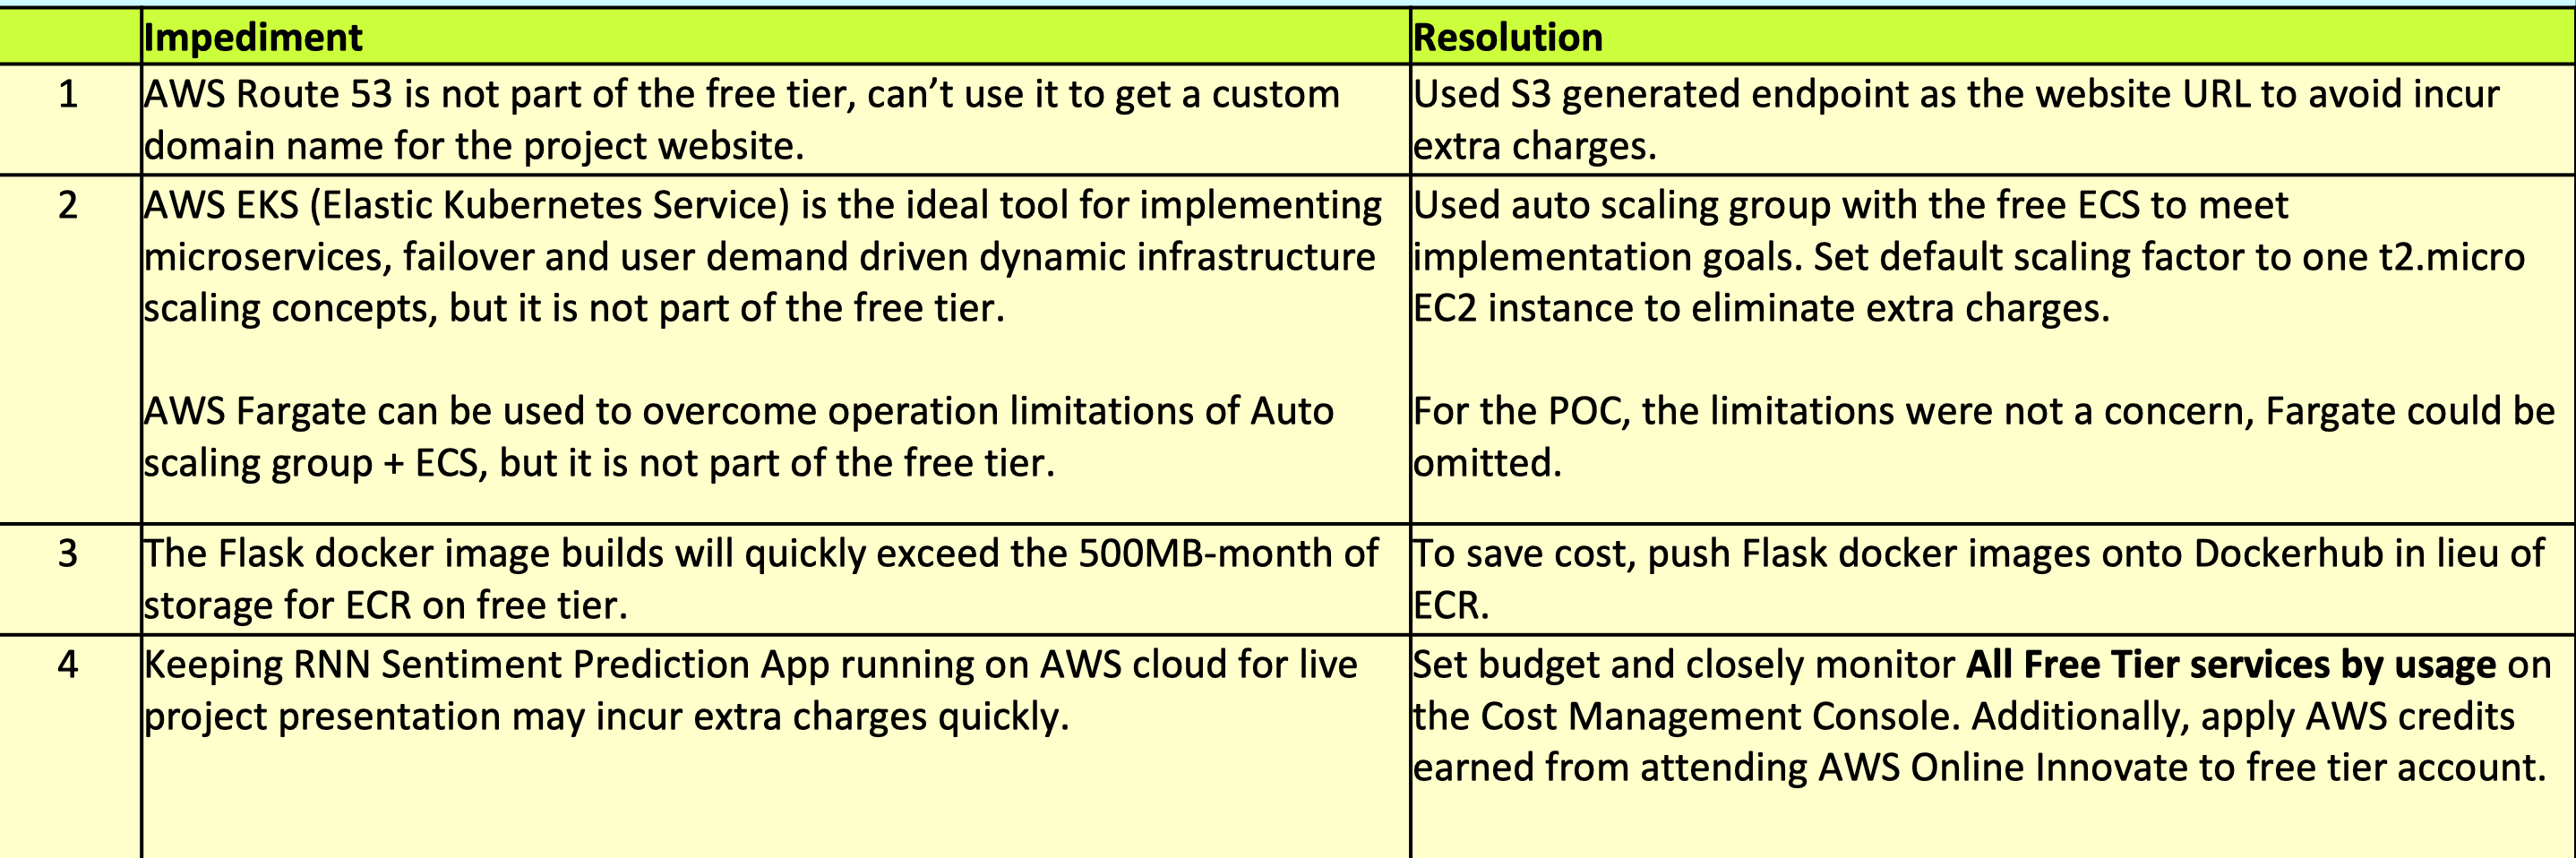 Impediment
Resolution
1
AWS Route 53 is not part of the free tier, can’t use it to get a custom
domain name for the project website.
Used S3 generated endpoint as the website URL to avoid incur
extra charges.
2
AWS EKS (Elastic Kubernetes Service) is the ideal tool for implementing
microservices, failover and user demand driven dynamic infrastructure
scaling concepts, but it is not part of the free tier.
AWS Fargate can be used to overcome operation limitations of Auto
scaling group + ECS, but it is not part of the free tier.
Used auto scaling group with the free ECS to meet
implementation goals. Set default scaling factor to one t2.micro
EC2 instance to eliminate extra charges.
For the POC, the limitations were not a concern, Fargate could be
omitted.
3
The Flask docker image builds will quickly exceed the 500MB-month of
storage for ECR on free tier.
To save cost, push Flask docker images onto Dockerhub in lieu of
ECR.
4
Keeping RNN Sentiment Prediction App running on AWS cloud for live
project presentation may incur extra charges quickly.
Set budget and closely monitor All Free Tier services by usage on
the Cost Management Console. Additionally, apply AWS credits
earned from attending AWS Online Innovate to free tier account.